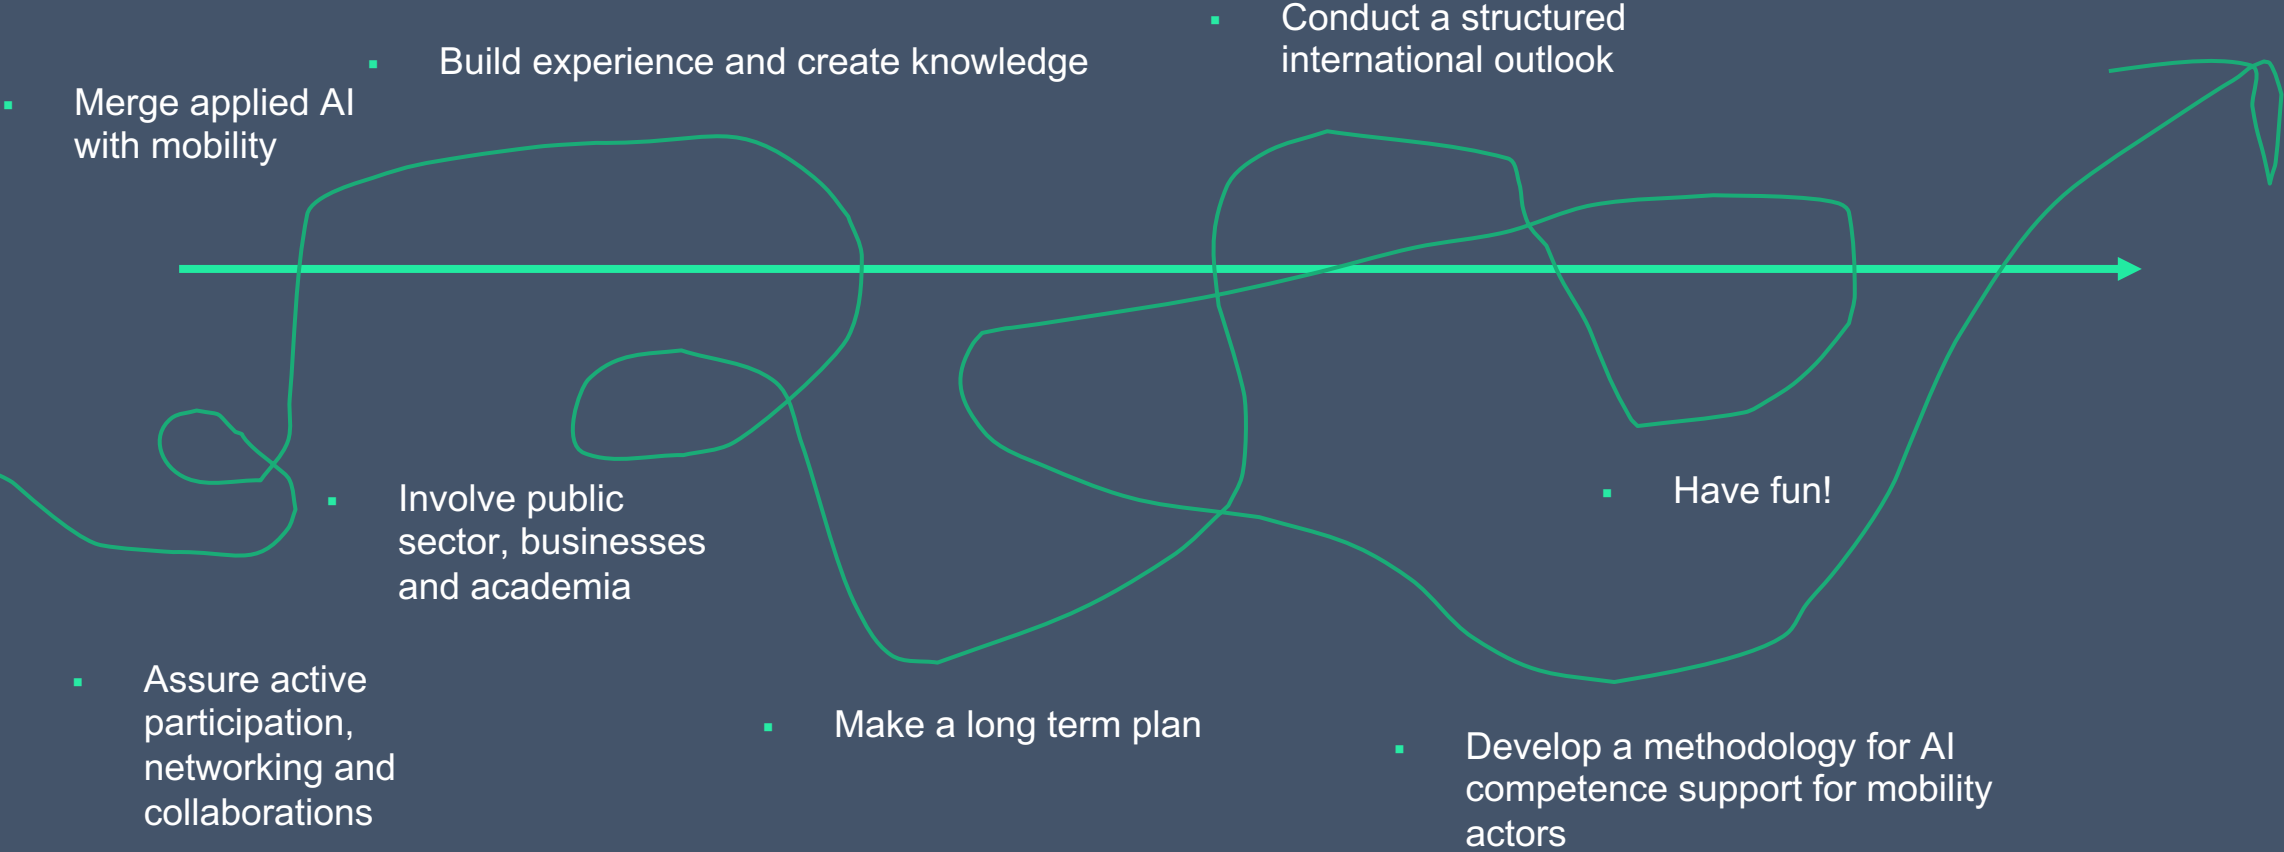 Merge applied AI
with mobility
Build experience and create knowledge
Conduct a structured
international outlook
Involve public
sector, businesses
and academia
Have fun!
Assure active
participation,
networking and
collaborations
Make a long term plan
Develop a methodology for AI
competence support for mobility
actors